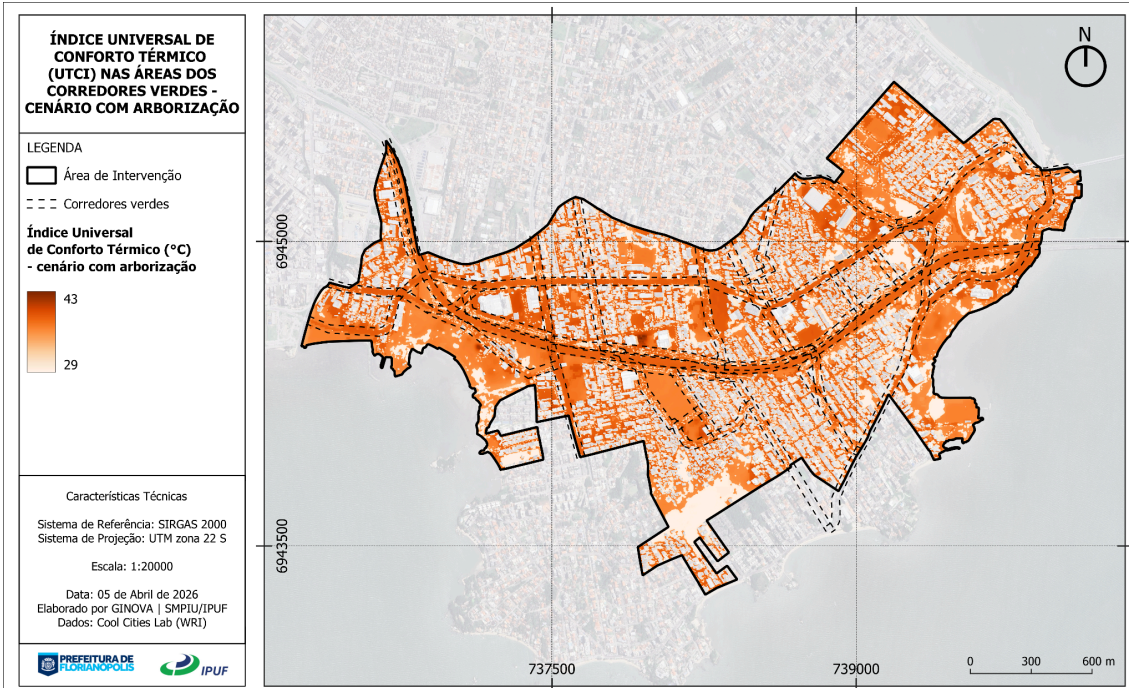 ÍNDICE UNIVERSAL DE
CONFORTO TÉRMICO
(UTCI) NAS ÁREAS DOS
CORREDORES VERDES -
CENÁRIO COM ARBORIZAÇÃO
LEGENDA
Área de Intervenção
Corredores verdes
Índice Universal
de Conforto Térmico (°C)
- cenário com arborização
43
29
Características Técnicas
Sistema de Referência: SIRGAS 2000
Sistema de Projeção: UTM zona 22 S
Escala: 1:20000
Data: 05 de Abril de 2026
Elaborado por GINOVA | SMPIU/IPUF
Dados: Cool Cities Lab (WRI)
PREFEITURA DE
FLORIANÓPOLIS
IPUF
N
6945000
6943500
737500
739000
0 300 600 m